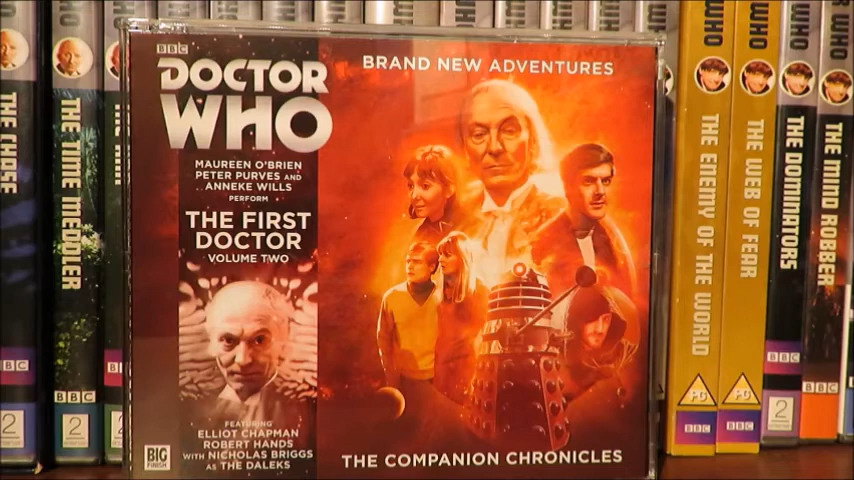 THE CHASE
BBC
2
THE TIME MEDDLER
BBC
2
BBC
DOCTOR
WHO
MAUREEN O'BRIEN
PETER PURVES AND
ANNEKE WILLS
PERFORM
THE FIRST
DOCTOR
VOLUME TWO
FEATURING
ELLIOT CHAPMAN
ROBERT HANDS
WITH NICHOLAS BRIGGS
AS THE DALEKS
BIG
FINISH
BRAND NEW ADVENTURES
THE COMPANION CHRONICLES
WHO
THE ENEMY OF THE WORLD
PG
BBC
WHO
THE WEB OF FEAR
PG
BBC
WHO
THE DOMINATORS
BBC
2
WHO
THE MIND ROBBER
BBC